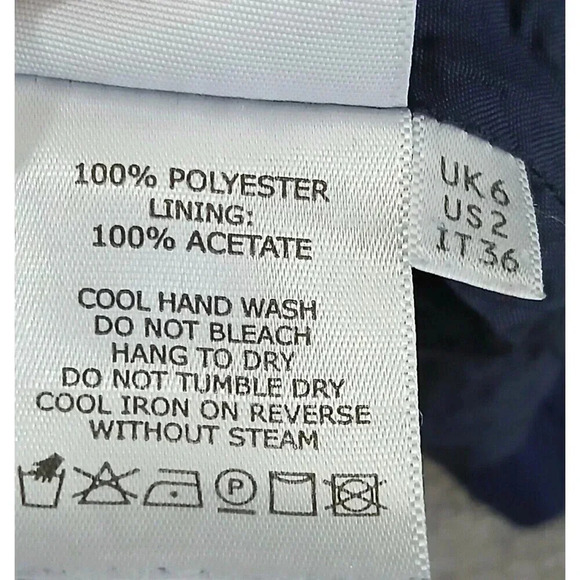 100% POLYESTER
LINING:
100% ACETATE
COOL HAND WASH
DO NOT BLEACH
HANG TO DRY
DO NOT TUMBLE DRY
COOL IRON ON REVERSE
WITHOUT STEAM
P
UK 6
US 2
IT 36